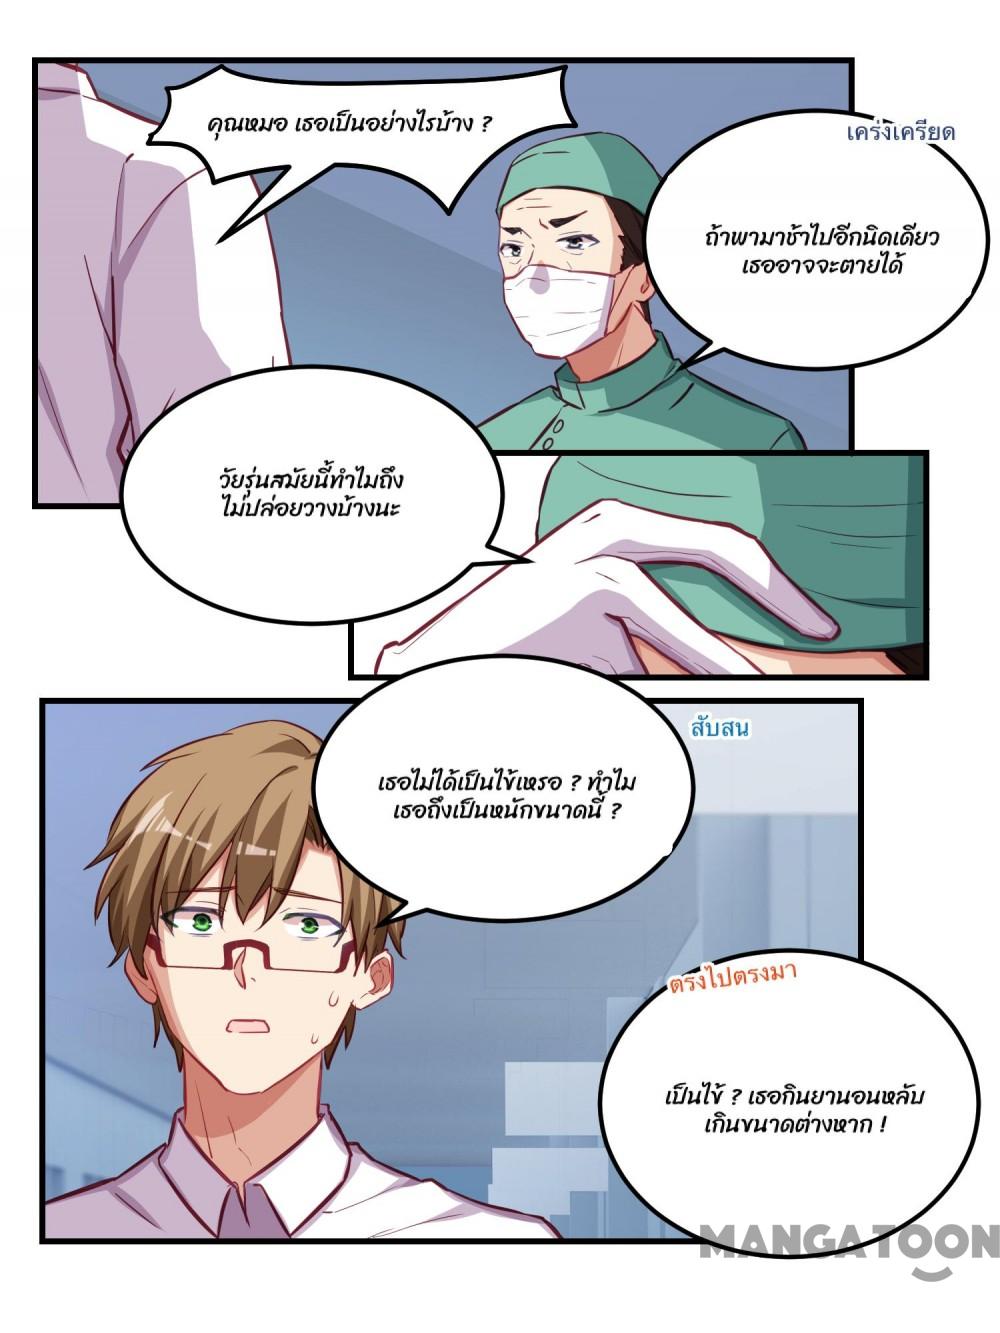 คุณหมอ เธอเป็นอย่างไรบ้าง ?
เคร่งเครียด
ถ้าพามาช้าไปอีกนิดเดียว
เธออาจจะตายได้
วัยรุ่นสมัยนี้ทำไมถึง
ไม่ปล่อยวางบ้างนะ
สับสน
เธอไม่ได้เป็นไข้เหรอ ? ทำไม
เธอถึงเป็นหนักขนาดนี้ ?
ตรงไปตรงมา
เป็นไข้ ? เธอกินยานอนหลับ
เกินขนาดต่างหาก !
MANGATOON